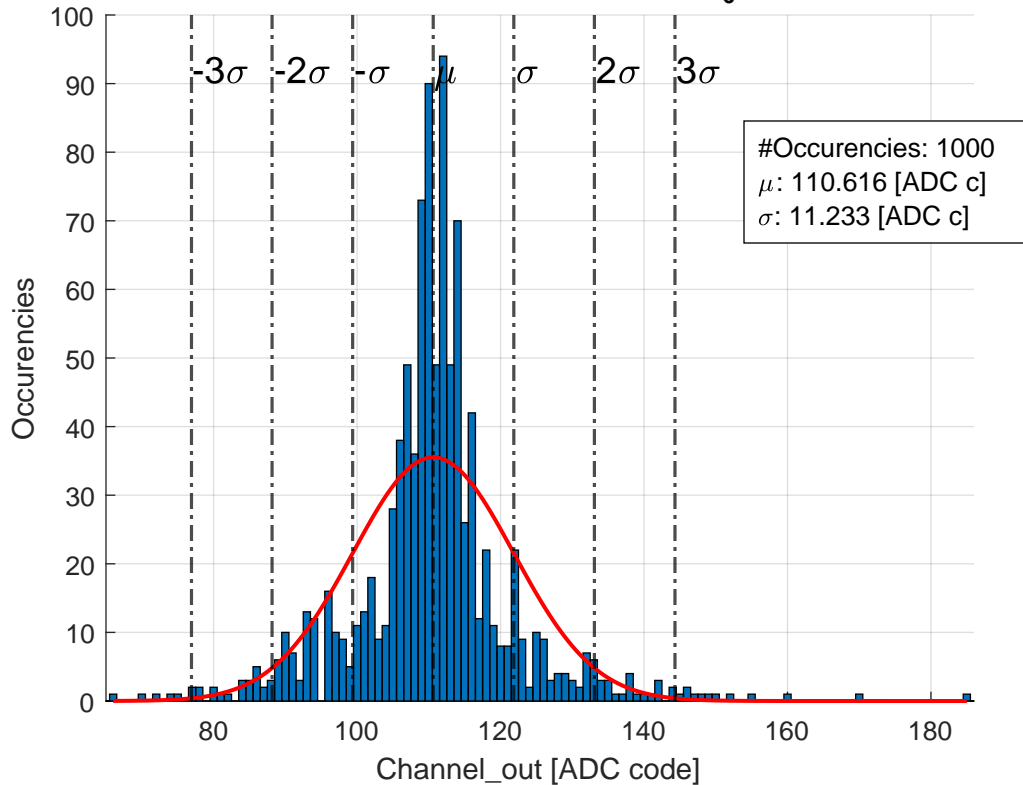 100
90
80
70
60
50
40
30
20
10
0
-3σ
-2σ
-σ
μ
σ
2σ
3σ
#Occurencies: 1000
μ: 110.616 [ADC c]
σ: 11.233 [ADC c]
Occurencies
80
100
120
140
160
180
Channel_out [ADC code]